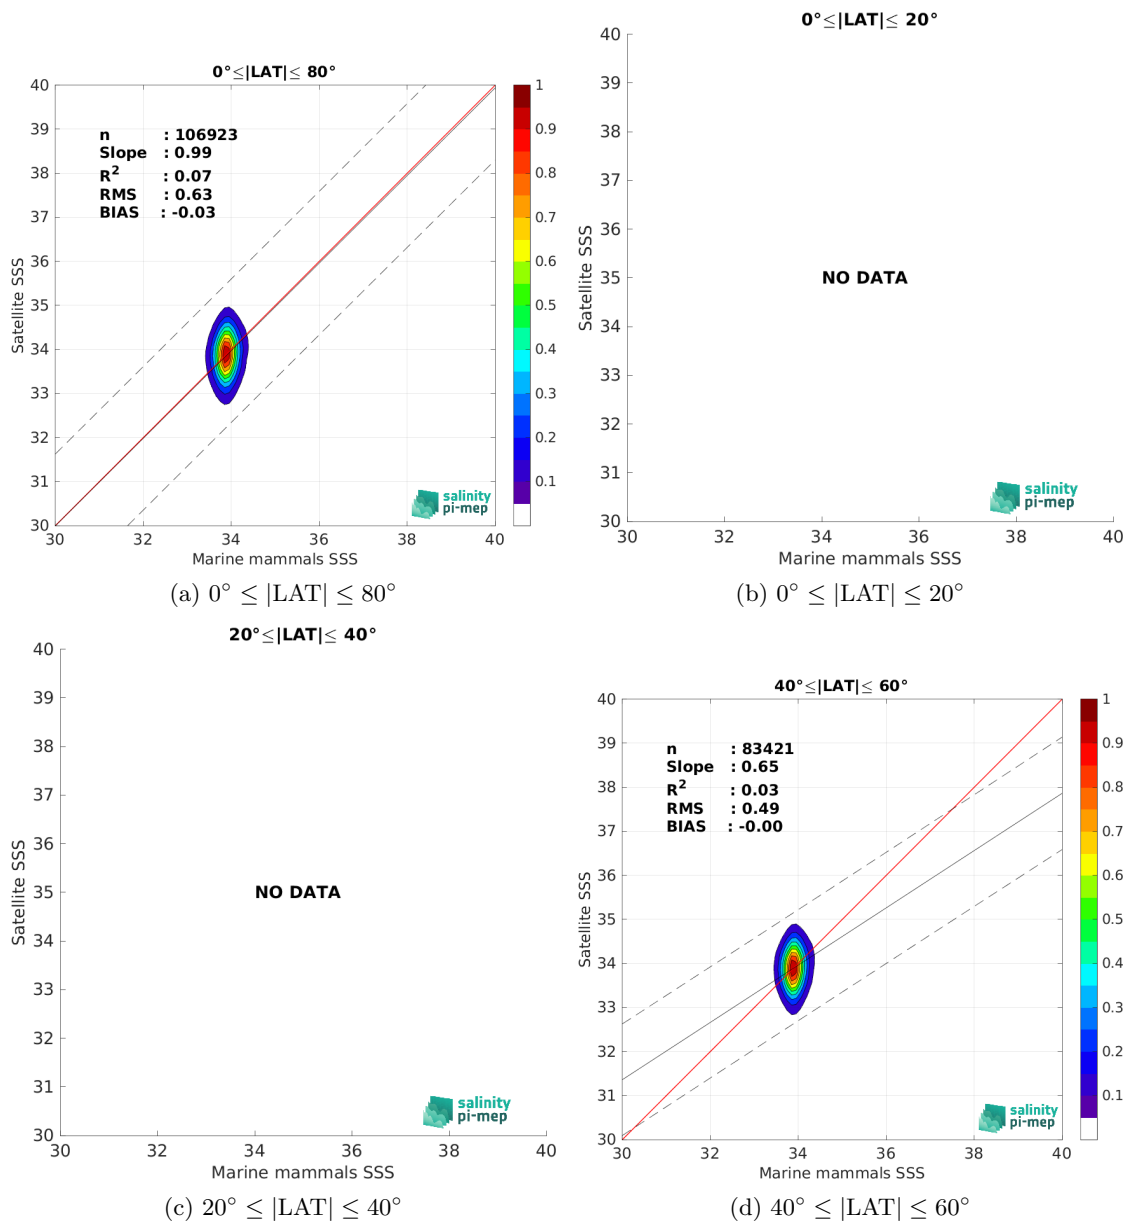 0°≤|LAT|≤ 80°
40
39
38
37
36
35
34
33
32
31
30
n : 106923
Slope : 0.99
R² : 0.07
RMS : 0.63
BIAS : -0.03
1
0.9
0.8
0.7
0.6
0.5
0.4
0.3
0.2
0.1
Satellite SSS
salinity
pi-mep
30 32 34 36 38 40
Marine mammals SSS
(a) 0° ≤ |LAT| ≤ 80°
0°≤|LAT|≤ 20°
40
39
38
37
36
35
34
33
32
31
30
Satellite SSS
NO DATA
salinity
pi-mep
30 32 34 36 38 40
Marine mammals SSS
(b) 0° ≤ |LAT| ≤ 20°
20°≤|LAT|≤ 40°
40
39
38
37
36
35
34
33
32
31
30
Satellite SSS
NO DATA
salinity
pi-mep
30 32 34 36 38 40
Marine mammals SSS
(c) 20° ≤ |LAT| ≤ 40°
40°≤|LAT|≤ 60°
40
39
38
37
36
35
34
33
32
31
30
n : 83421
Slope : 0.65
R² : 0.03
RMS : 0.49
BIAS : -0.00
1
0.9
0.8
0.7
0.6
0.5
0.4
0.3
0.2
0.1
Satellite SSS
salinity
pi-mep
30 32 34 36 38 40
Marine mammals SSS
(d) 40° ≤ |LAT| ≤ 60°